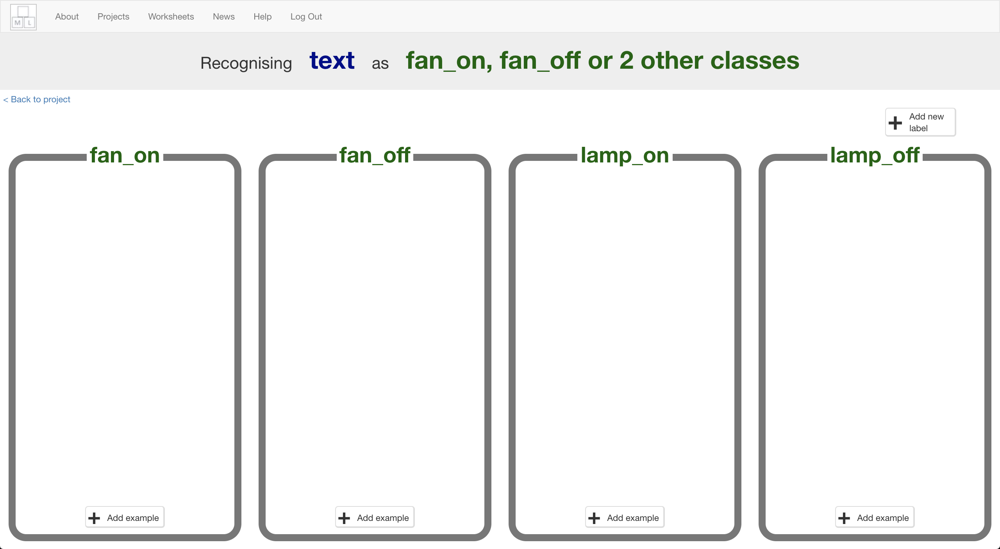 M L
About Projects Worksheets News Help Log Out
Recognising text as fan_on, fan_off or 2 other classes
< Back to project
Add new
label
fan_on fan_off lamp_on lamp_off
Add example Add example Add example Add example